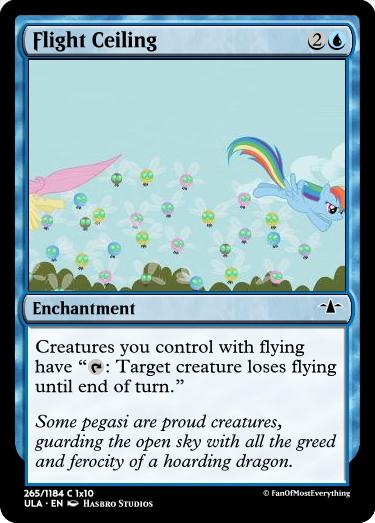 Flight Ceiling 2
Enchantment
Creatures you control with flying
have “: Target creature loses flying
until end of turn.”
Some pegasi are proud creatures,
guarding the open sky with all the greed
and ferocity of a hoarding dragon.
265/1184 C 1x10
ULA • EN HASBRO STUDIOS
© FanOfMostEverything